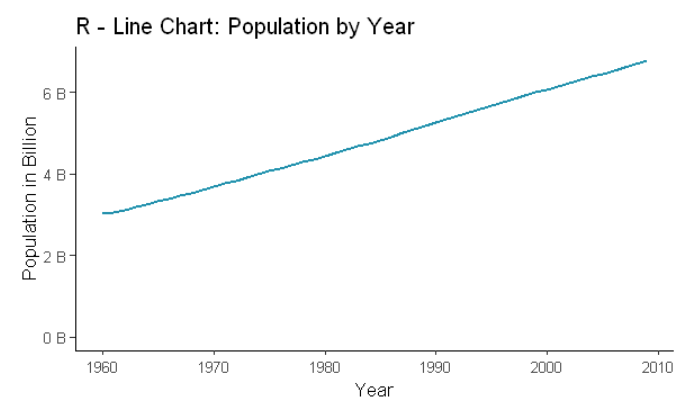 R - Line Chart: Population by Year
Population in Billion
6 B
4 B
2 B
0 B
1960 1970 1980 1990 2000 2010
Year